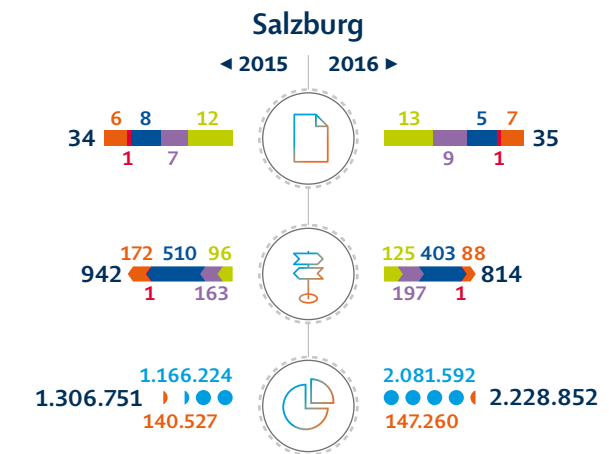 Salzburg
◄ 2015 2016 ►
6 8 12 13 5 7
34 35
1 7 9 1
172 510 96 125 403 88
942 814
1 163 197 1
1.166.224 2.081.592
1.306.751 2.228.852
140.527 147.260